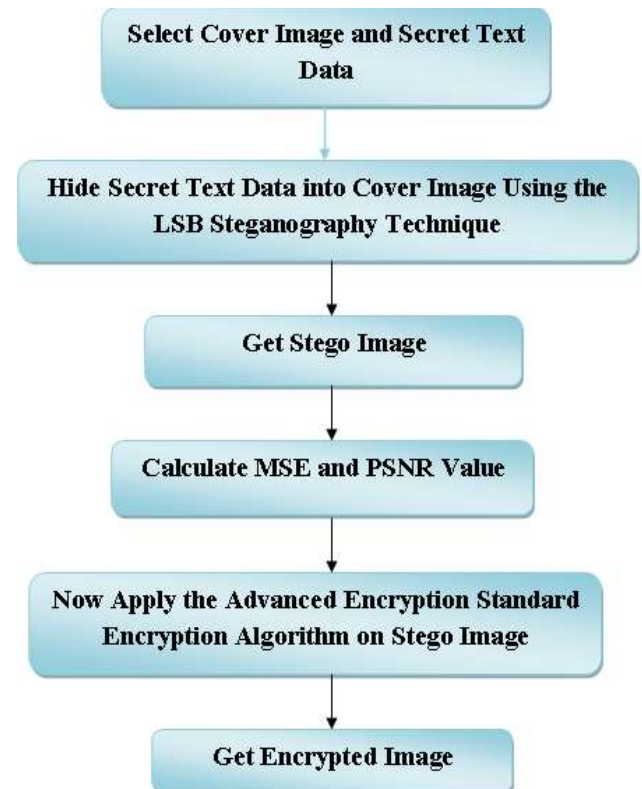 Select Cover Image and Secret Text
Data
Hide Secret Text Data into Cover Image Using the
LSB Steganography Technique
Get Stego Image
Calculate MSE and PSNR Value
Now Apply the Advanced Encryption Standard
Encryption Algorithm on Stego Image
Get Encrypted Image